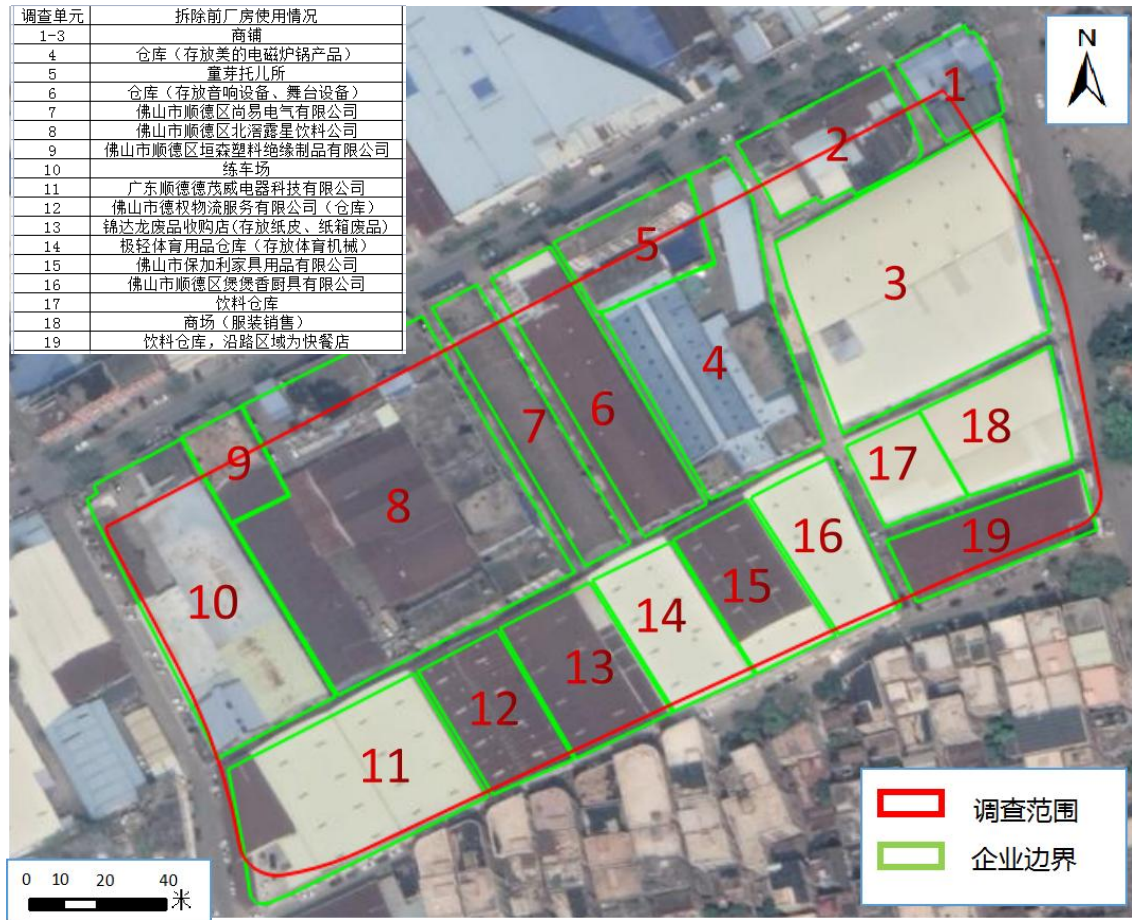 调查单元 拆除前厂房使用情况
1-3 商铺
4 仓库（存放美的电磁炉锅产品）
5 童芽托儿所
6 仓库（存放音响设备、舞台设备）
7 佛山市顺德区尚易电气有限公司
8 佛山市顺德区北滘露星饮料公司
9 佛山市顺德区垣森塑料绝缘制品有限公司
10 练车场
11 广东顺德德茂威电器科技有限公司
12 佛山市德权物流服务有限公司（仓库）
13 锦达龙废品收购店(存放纸皮、纸箱废品)
14 极轻体育用品仓库（存放体育机械）
15 佛山市保加利家具用品有限公司
16 佛山市顺德区煲煲香厨具有限公司
17 饮料仓库
18 商场（服装销售）
19 饮料仓库，沿路区域为快餐店
N
1
2
5
3
4
6
7
18
17
9
8
16
19
15
10
14
13
12
11
调查范围
企业边界
0 10 20 40
米